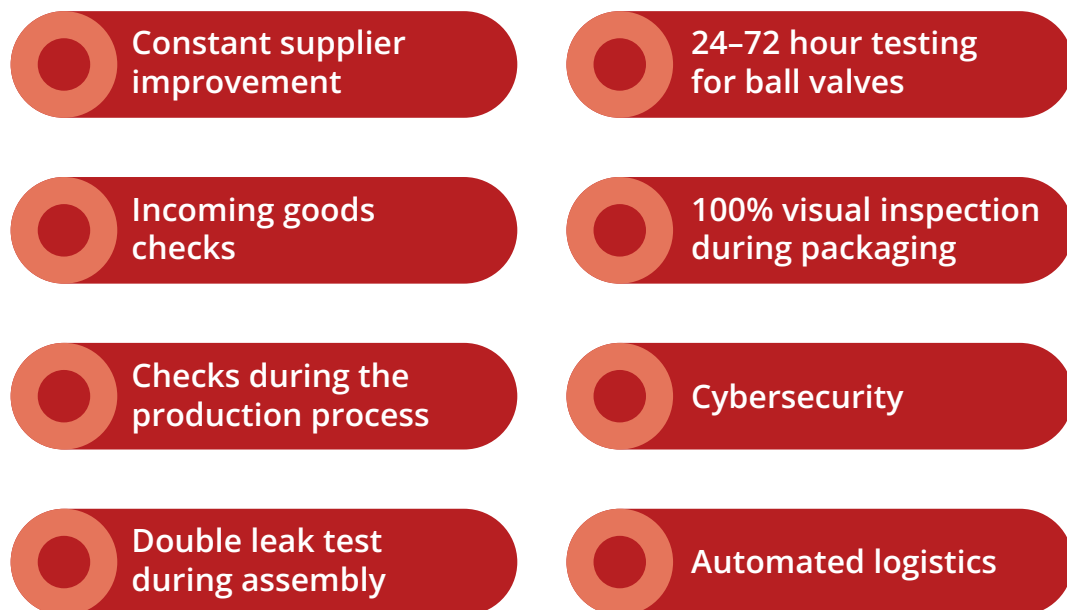 Constant supplier
improvement
Incoming goods
checks
Checks during the
production process
Double leak test
during assembly
24–72 hour testing
for ball valves
100% visual inspection
during packaging
Cybersecurity
Automated logistics